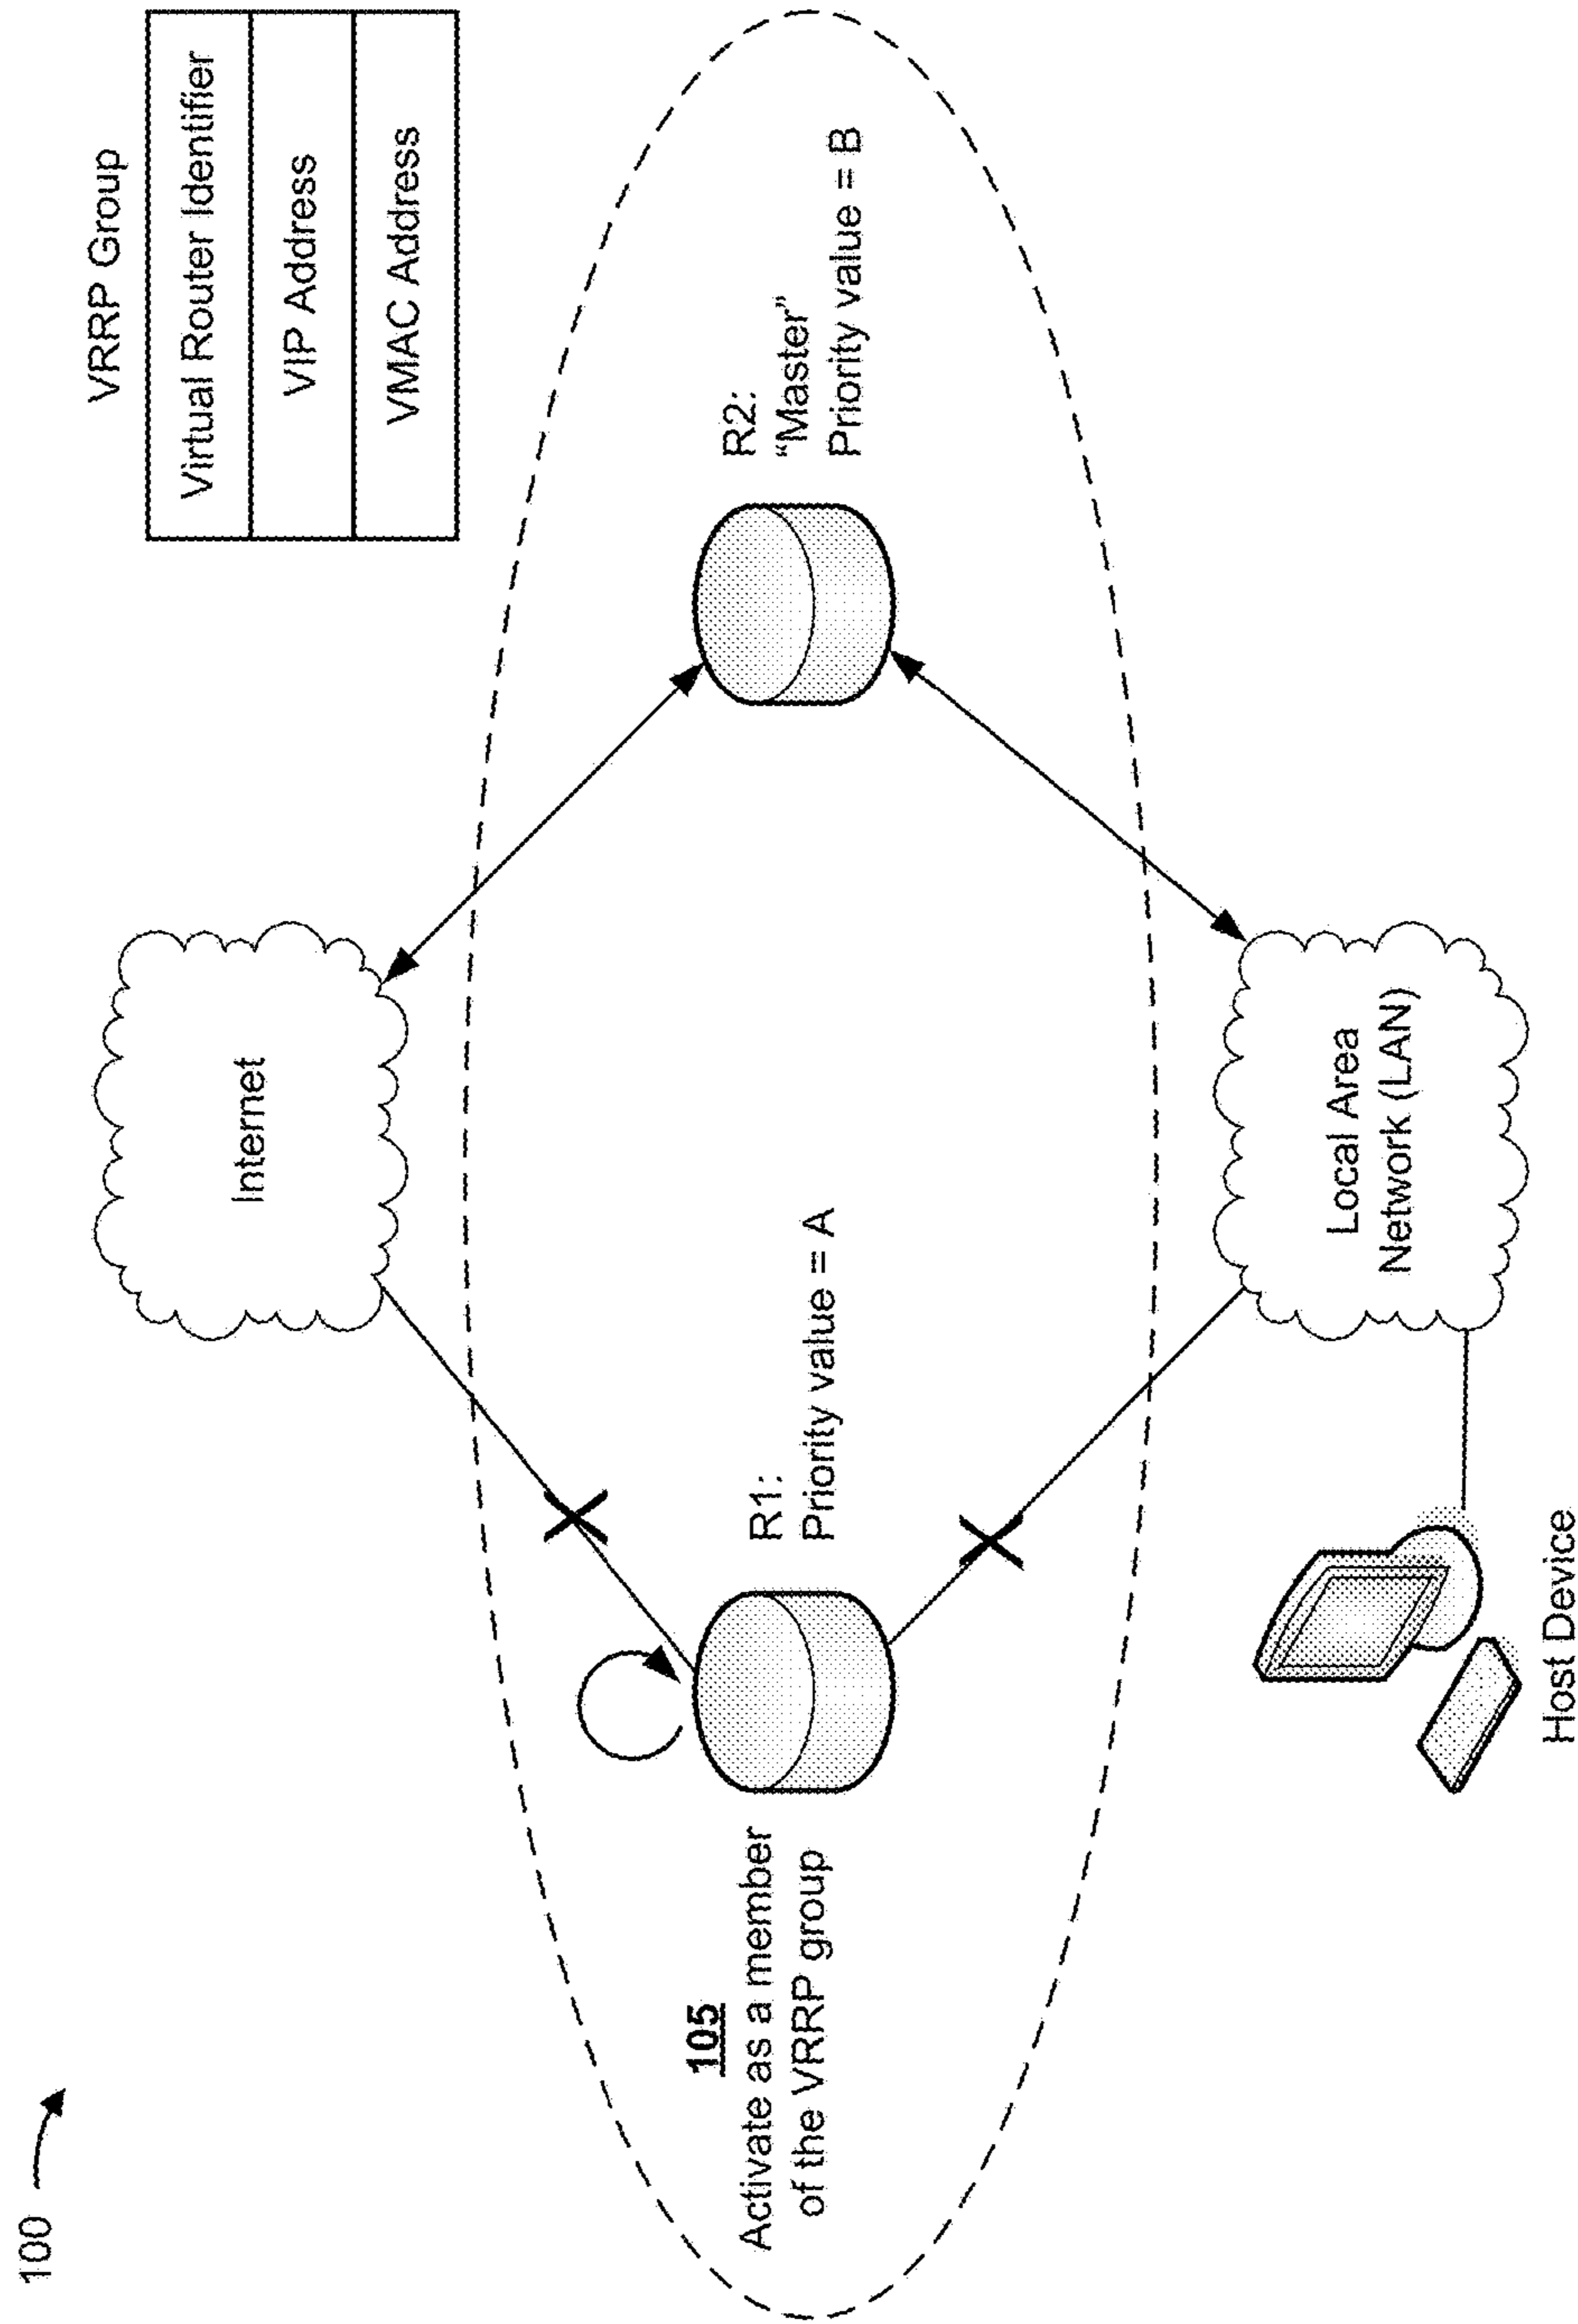 100
VRRP Group
Virtual Router Identifier
VIP Address
VMAC Address
Internet
105
Activate as a member
of the VRRP group
R1:
Priority value = A
R2:
“Master”
Priority value = B
Local Area
Network (LAN)
Host Device